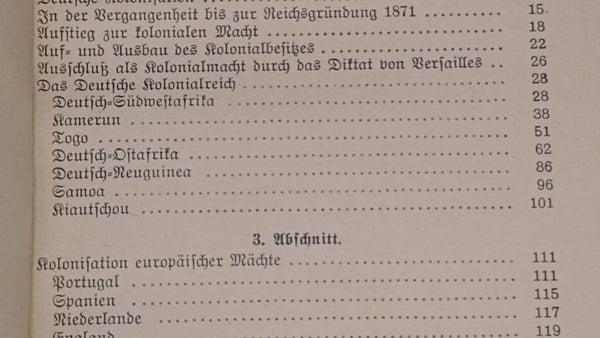 Deutsche Kolonisation
In der Vergangenheit bis zur Reichsgründung 1871 .......... 15
Aufstieg zur kolonialen Macht .......... 18
Auf- und Ausbau des Kolonialbesitzes .......... 22
Ausschluß als Kolonialmacht durch das Diktat von Versailles .. 26
Das Deutsche Kolonialreich .......... 28
Deutsch-Südwestafrika .......... 28
Kamerun .......... 38
Togo .......... 51
Deutsch-Ostafrika .......... 62
Deutsch-Neuguinea .......... 86
Samoa .......... 96
Kiautschou .......... 101
3. Abschnitt.
Kolonisation europäischer Mächte .......... 111
Portugal .......... 111
Spanien .......... 115
Niederlande .......... 117
England .......... 119